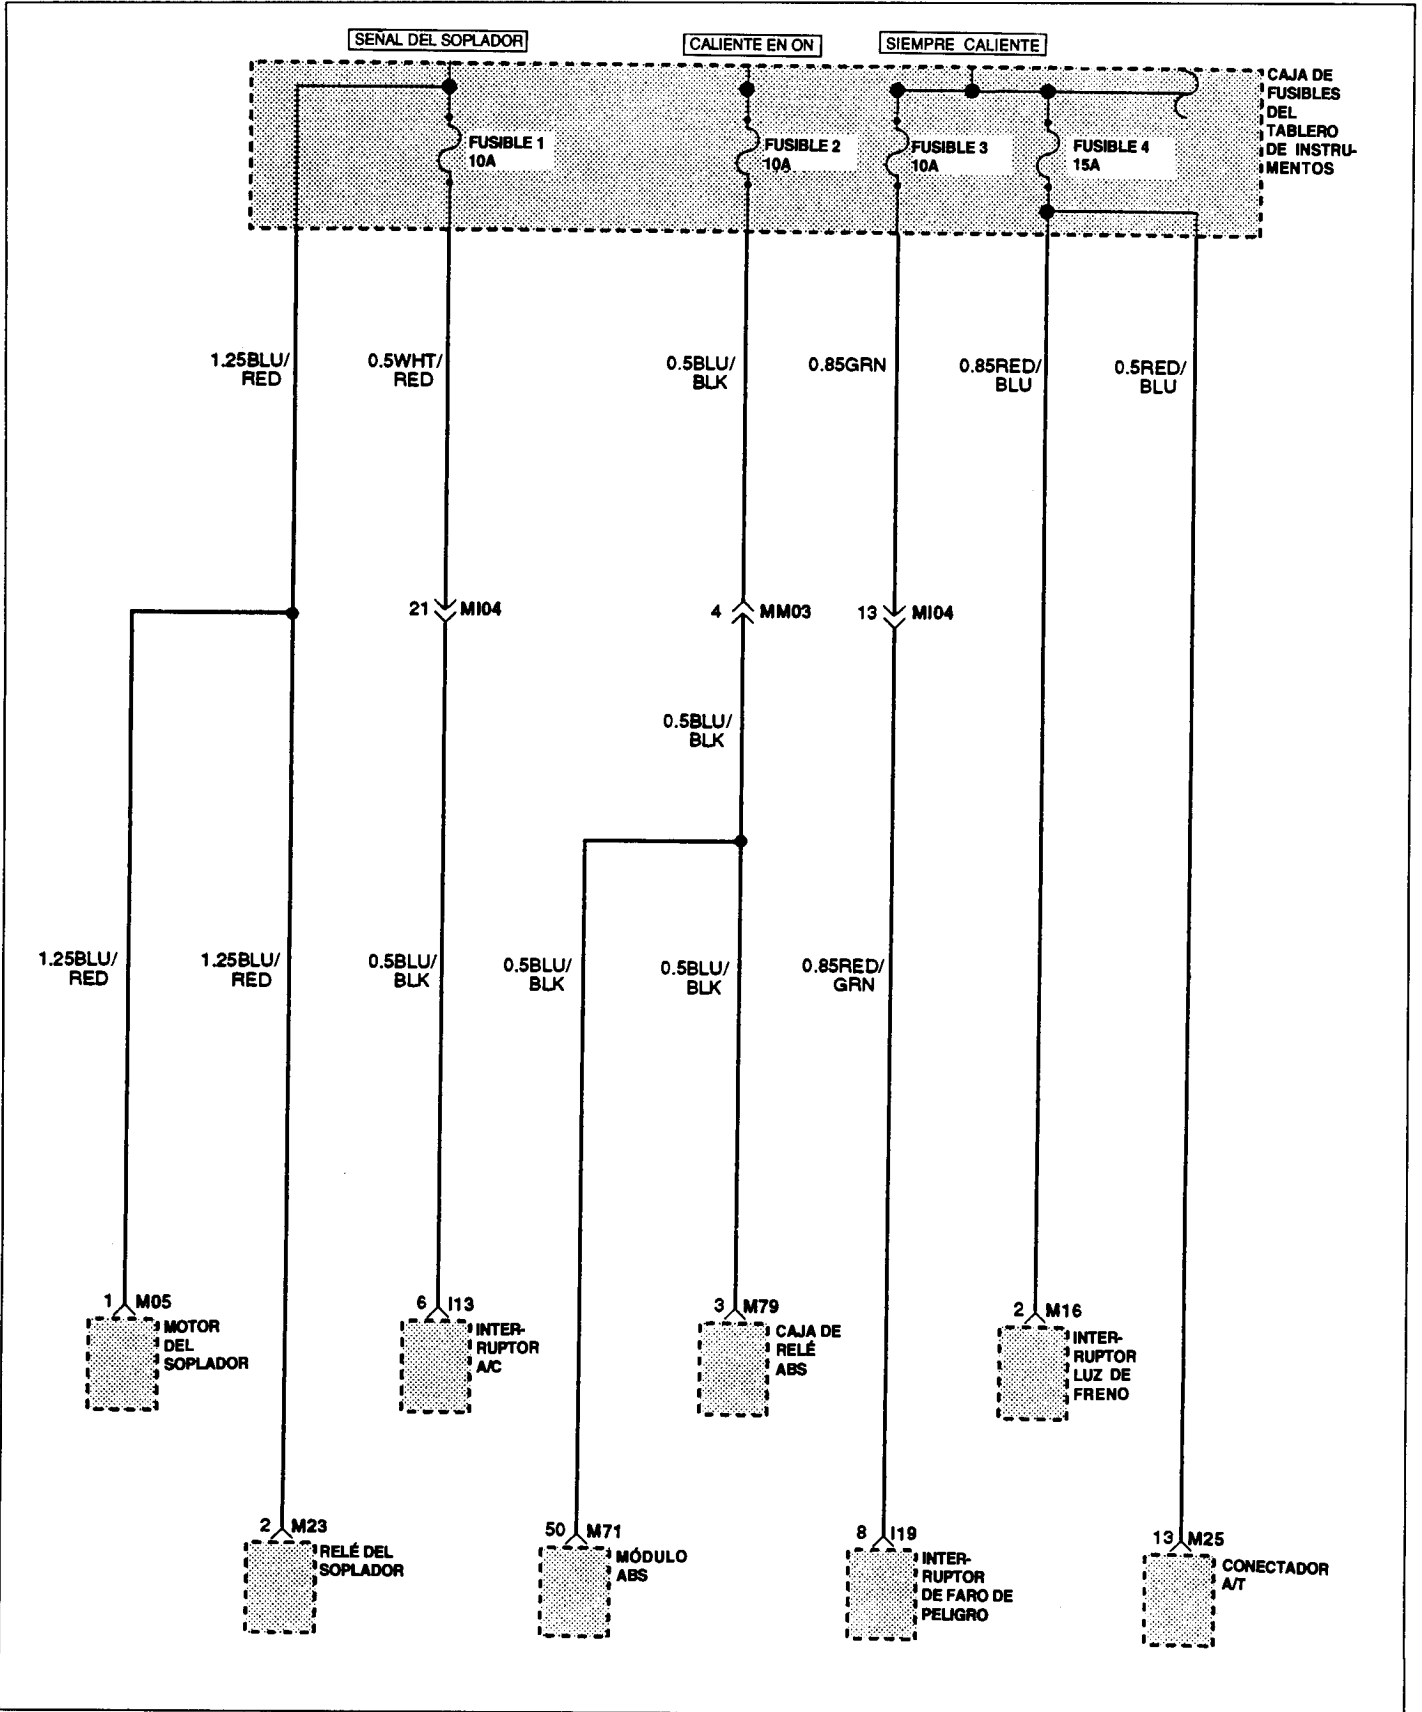 SEÑAL DEL SOPLADOR
CALIENTE EN ON
SIEMPRE CALIENTE
CAJA DE
FUSIBLES
DEL
TABLERO
DE INSTRU-
MENTOS
FUSIBLE 1
10A
FUSIBLE 2
10A
FUSIBLE 3
10A
FUSIBLE 4
15A
1.25BLU/
RED
0.5WHT/
RED
0.5BLU/
BLK
0.85GRN
0.85RED/
BLU
0.5RED/
BLU
21 MI04
4 MM03
13 MI04
0.5BLU/
BLK
1.25BLU/
RED
1.25BLU/
RED
0.5BLU/
BLK
0.5BLU/
BLK
0.5BLU/
BLK
0.85RED/
GRN
1 M05
MOTOR
DEL
SOPLADOR
6 I13
INTER-
RUPTOR
A/C
3 M79
CAJA DE
RELÉ
ABS
2 M16
INTER-
RUPTOR
LUZ DE
FRENO
2 M23
RELÉ DEL
SOPLADOR
50 M71
MÓDULO
ABS
8 I19
INTER-
RUPTOR
DE FARO DE
PELIGRO
13 M25
CONECTADOR
A/T